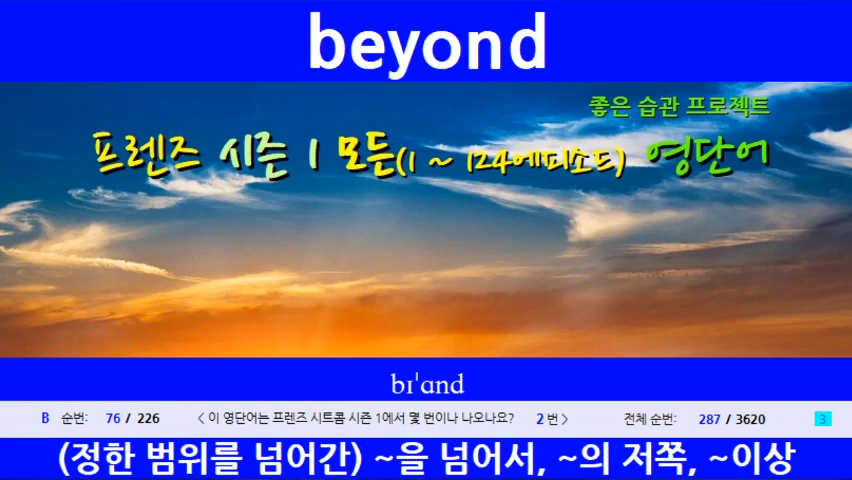 beyond
좋은 습관 프로젝트
프렌즈 시즌 1 모든(1 ~ 124에피소드) 영단어
bɪˈɑnd
B 순번: 76 / 226 < 이 영단어는 프렌즈 시트콤 시즌 1에서 몇 번이나 나오나요? 2 번 > 전체 순번: 287 / 3620 3
(정한 범위를 넘어간) ~을 넘어서, ~의 저쪽, ~이상